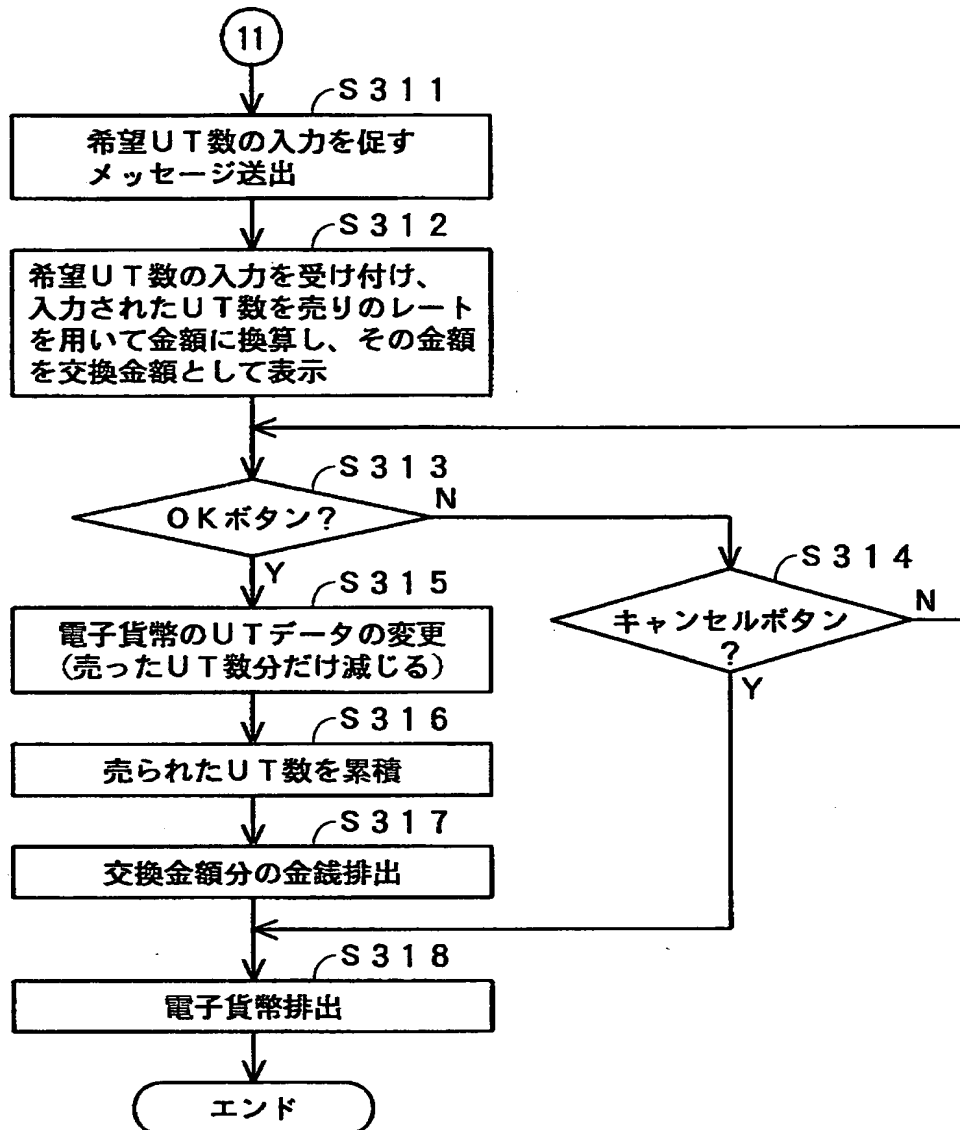 11
S311
希望UT数の入力を促す
メッセージ送出
S312
希望UT数の入力を受け付け、
入力されたUT数を売りのレート
を用いて金額に換算し、その金額
を交換金額として表示
S313
OKボタン?
N
Y
S314
キャンセルボタン
?
N
Y
S315
電子貨幣のUTデータの変更
(売ったUT数分だけ減じる)
S316
売られたUT数を累積
S317
交換金額分の金銭排出
S318
電子貨幣排出
エンド